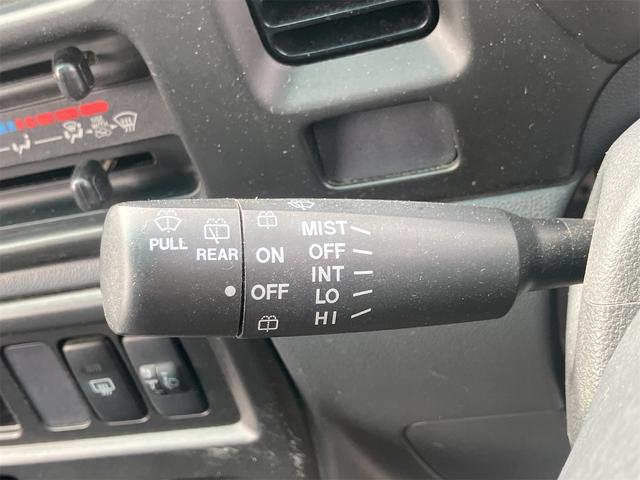 PULL
REAR
ON
OFF
MIST
OFF
INT
LO
HI